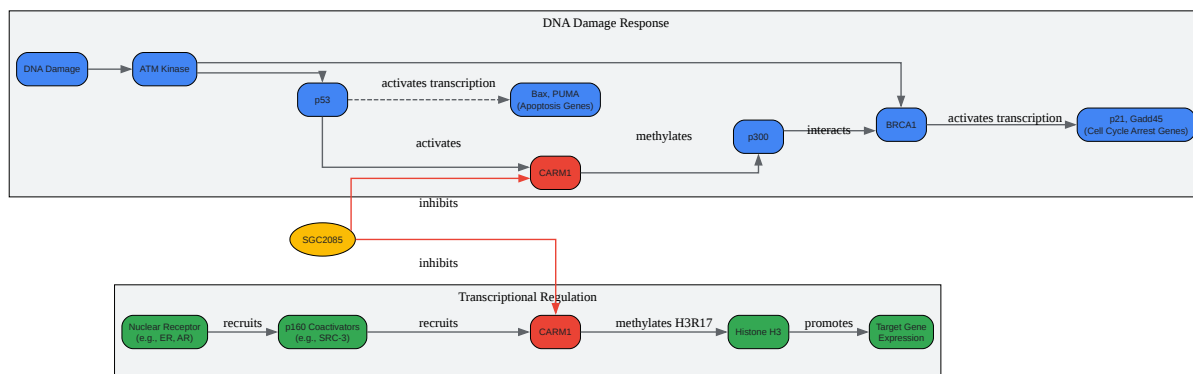 DNA Damage Response
DNA Damage
ATM Kinase
p53
activates transcription
Bax, PUMA
(Apoptosis Genes)
activates
CARM1
methylates
p300
interacts
BRCA1
activates transcription
p21, Gadd45
(Cell Cycle Arrest Genes)
inhibits
SGC2085
inhibits
Transcriptional Regulation
Nuclear Receptor
(e.g., ER, AR)
recruits
p160 Coactivators
(e.g., SRC-3)
recruits
CARM1
methylates H3R17
Histone H3
promotes
Target Gene
Expression